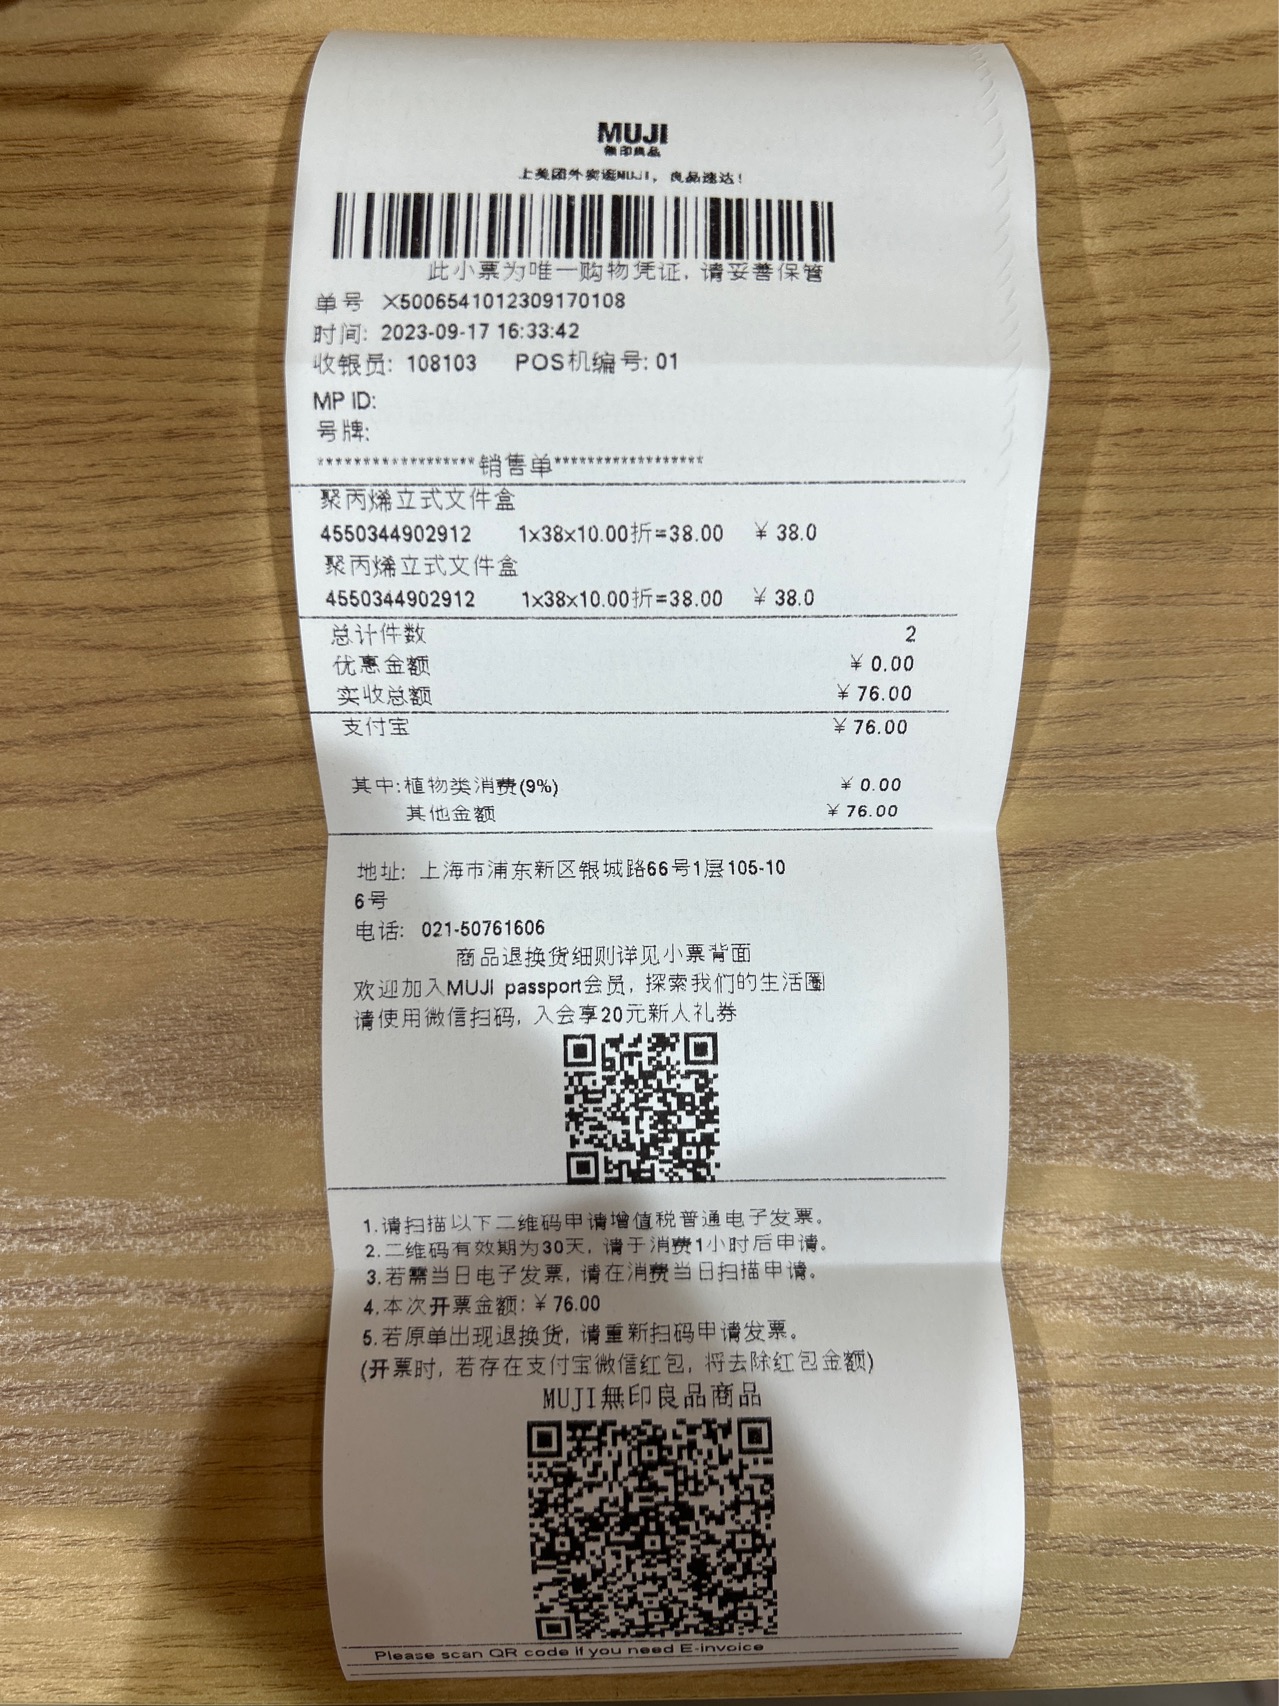 MUJI
無印良品
上美团外卖逛MUJI，良品速达！
此小票为唯一购物凭证，请妥善保管
单号 X5006541012309170108
时间: 2023-09-17 16:33:42
收银员: 108103 POS机编号: 01
MP ID:
号牌:
******************销售单******************
聚丙烯立式文件盒
4550344902912 1x38x10.00折=38.00 ￥ 38.0
聚丙烯立式文件盒
4550344902912 1x38x10.00折=38.00 ￥ 38.0
总计件数 2
优惠金额 ￥ 0.00
实收总额 ￥ 76.00
支付宝 ￥ 76.00
其中:植物类消费(9%) ￥ 0.00
其他金额 ￥ 76.00
地址: 上海市浦东新区银城路66号1层105-10
6号
电话: 021-50761606
商品退换货细则详见小票背面
欢迎加入MUJI passport会员，探索我们的生活圈
请使用微信扫码，入会享20元新人礼券
1.请扫描以下二维码申请增值税普通电子发票。
2.二维码有效期为30天，请于消费1小时后申请。
3.若需当日电子发票，请在消费当日扫描申请。
4.本次开票金额: ￥ 76.00
5.若原单出现退换货，请重新扫码申请发票。
(开票时，若存在支付宝微信红包，将去除红包金额)
MUJI無印良品商品
Please scan QR code if you need E-invoice